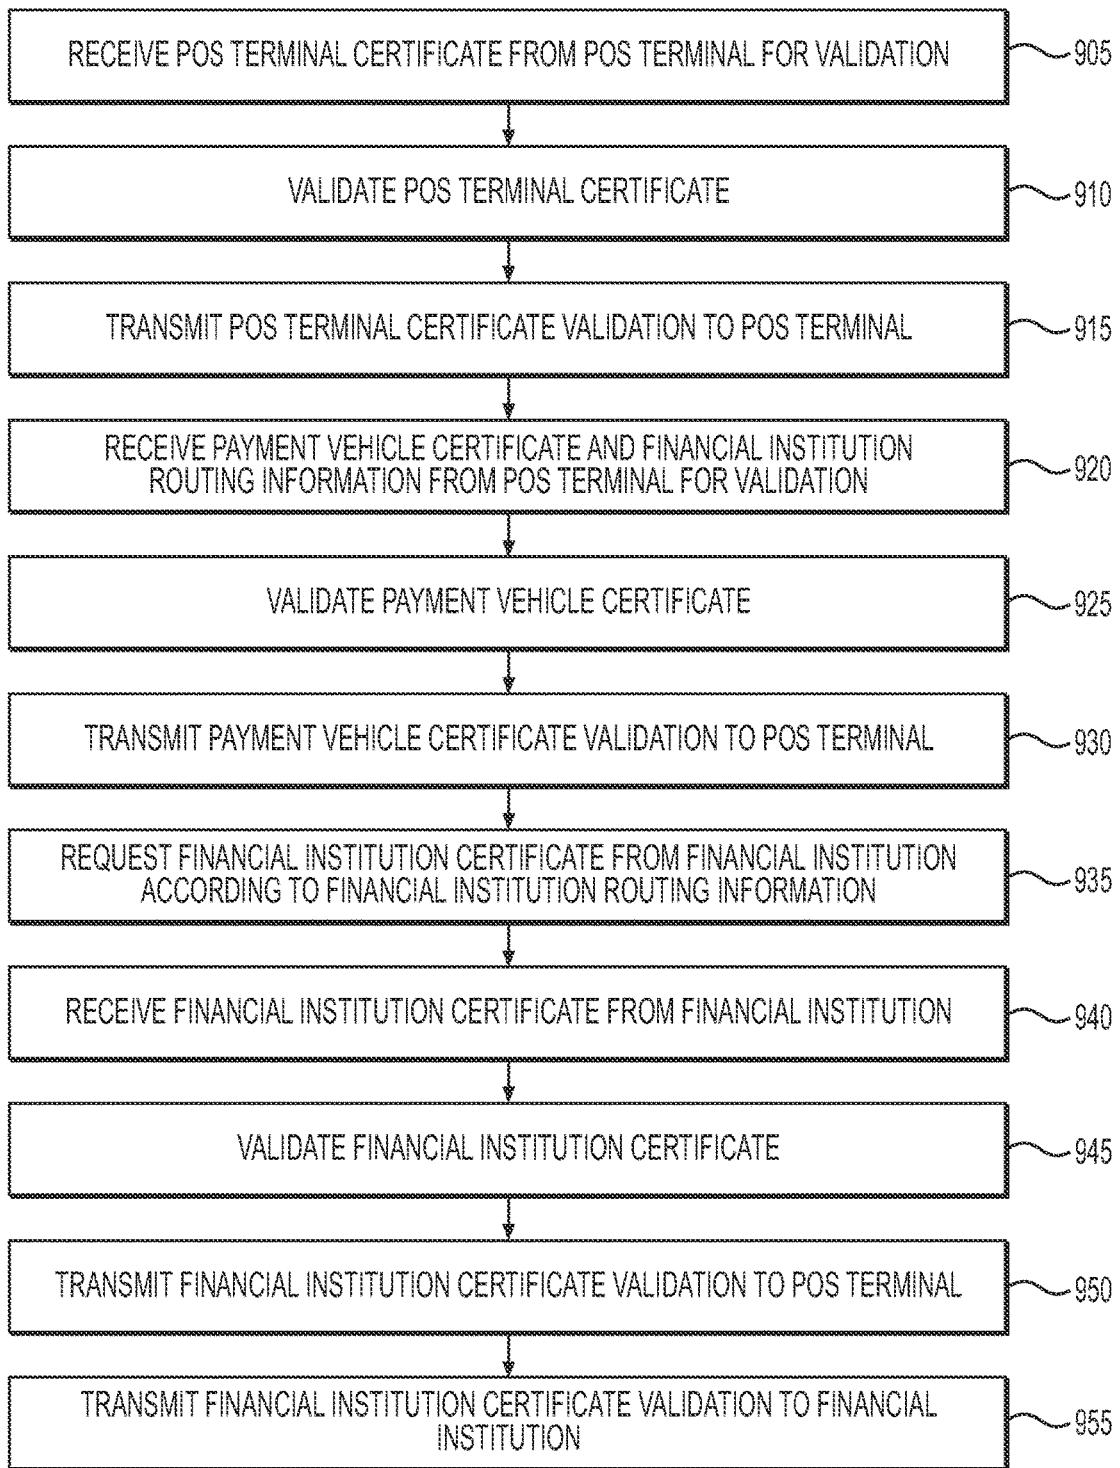 RECEIVE POS TERMINAL CERTIFICATE FROM POS TERMINAL FOR VALIDATION
905
VALIDATE POS TERMINAL CERTIFICATE
910
TRANSMIT POS TERMINAL CERTIFICATE VALIDATION TO POS TERMINAL
915
RECEIVE PAYMENT VEHICLE CERTIFICATE AND FINANCIAL INSTITUTION
ROUTING INFORMATION FROM POS TERMINAL FOR VALIDATION
920
VALIDATE PAYMENT VEHICLE CERTIFICATE
925
TRANSMIT PAYMENT VEHICLE CERTIFICATE VALIDATION TO POS TERMINAL
930
REQUEST FINANCIAL INSTITUTION CERTIFICATE FROM FINANCIAL INSTITUTION
ACCORDING TO FINANCIAL INSTITUTION ROUTING INFORMATION
935
RECEIVE FINANCIAL INSTITUTION CERTIFICATE FROM FINANCIAL INSTITUTION
940
VALIDATE FINANCIAL INSTITUTION CERTIFICATE
945
TRANSMIT FINANCIAL INSTITUTION CERTIFICATE VALIDATION TO POS TERMINAL
950
TRANSMIT FINANCIAL INSTITUTION CERTIFICATE VALIDATION TO FINANCIAL
INSTITUTION
955